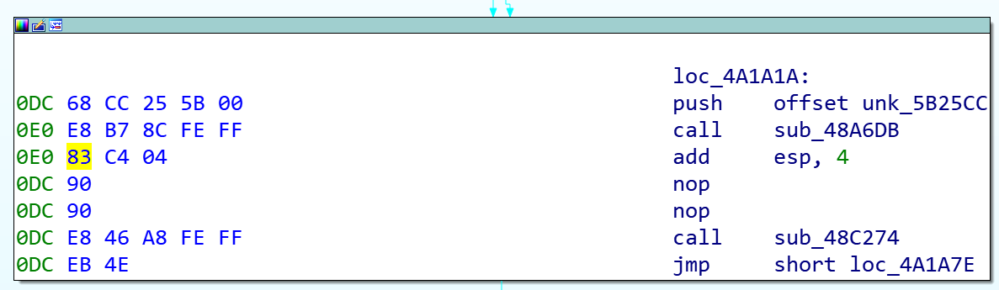 loc_4A1A1A:
0DC 68 CC 25 5B 00 push offset unk_5B25CC
0E0 E8 B7 8C FE FF call sub_48A6DB
0E0 83 C4 04 add esp, 4
0DC 90 nop
0DC 90 nop
0DC E8 46 A8 FE FF call sub_48C274
0DC EB 4E jmp short loc_4A1A7E